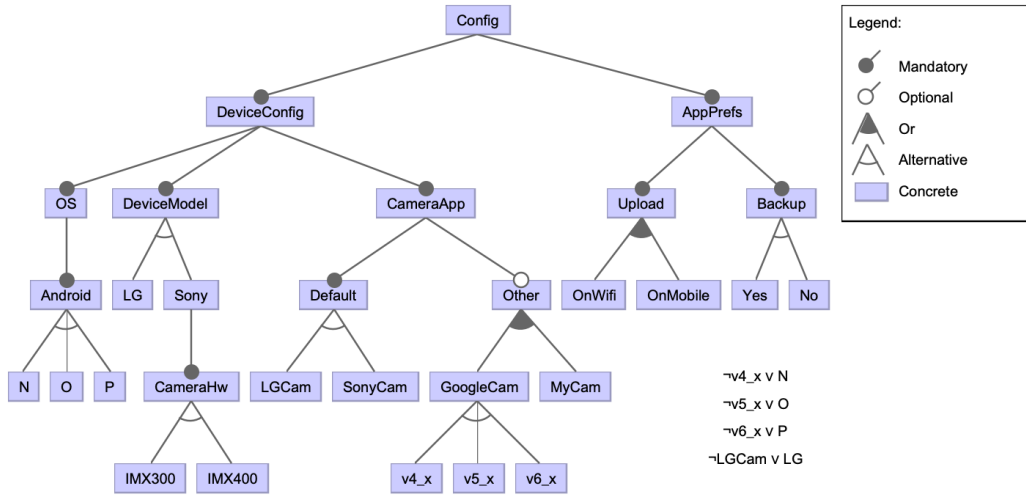 Config
Legend:
Mandatory
Optional
Or
Alternative
Concrete
DeviceConfig
AppPrefs
OS
DeviceModel
CameraApp
Upload
Backup
Android
LG
Sony
Default
Other
OnWifi
OnMobile
Yes
No
N
O
P
CameraHw
LGCam
SonyCam
GoogleCam
MyCam
IMX300
IMX400
v4_x
v5_x
v6_x
¬v4_x ∨ N
¬v5_x ∨ O
¬v6_x ∨ P
¬LGCam ∨ LG